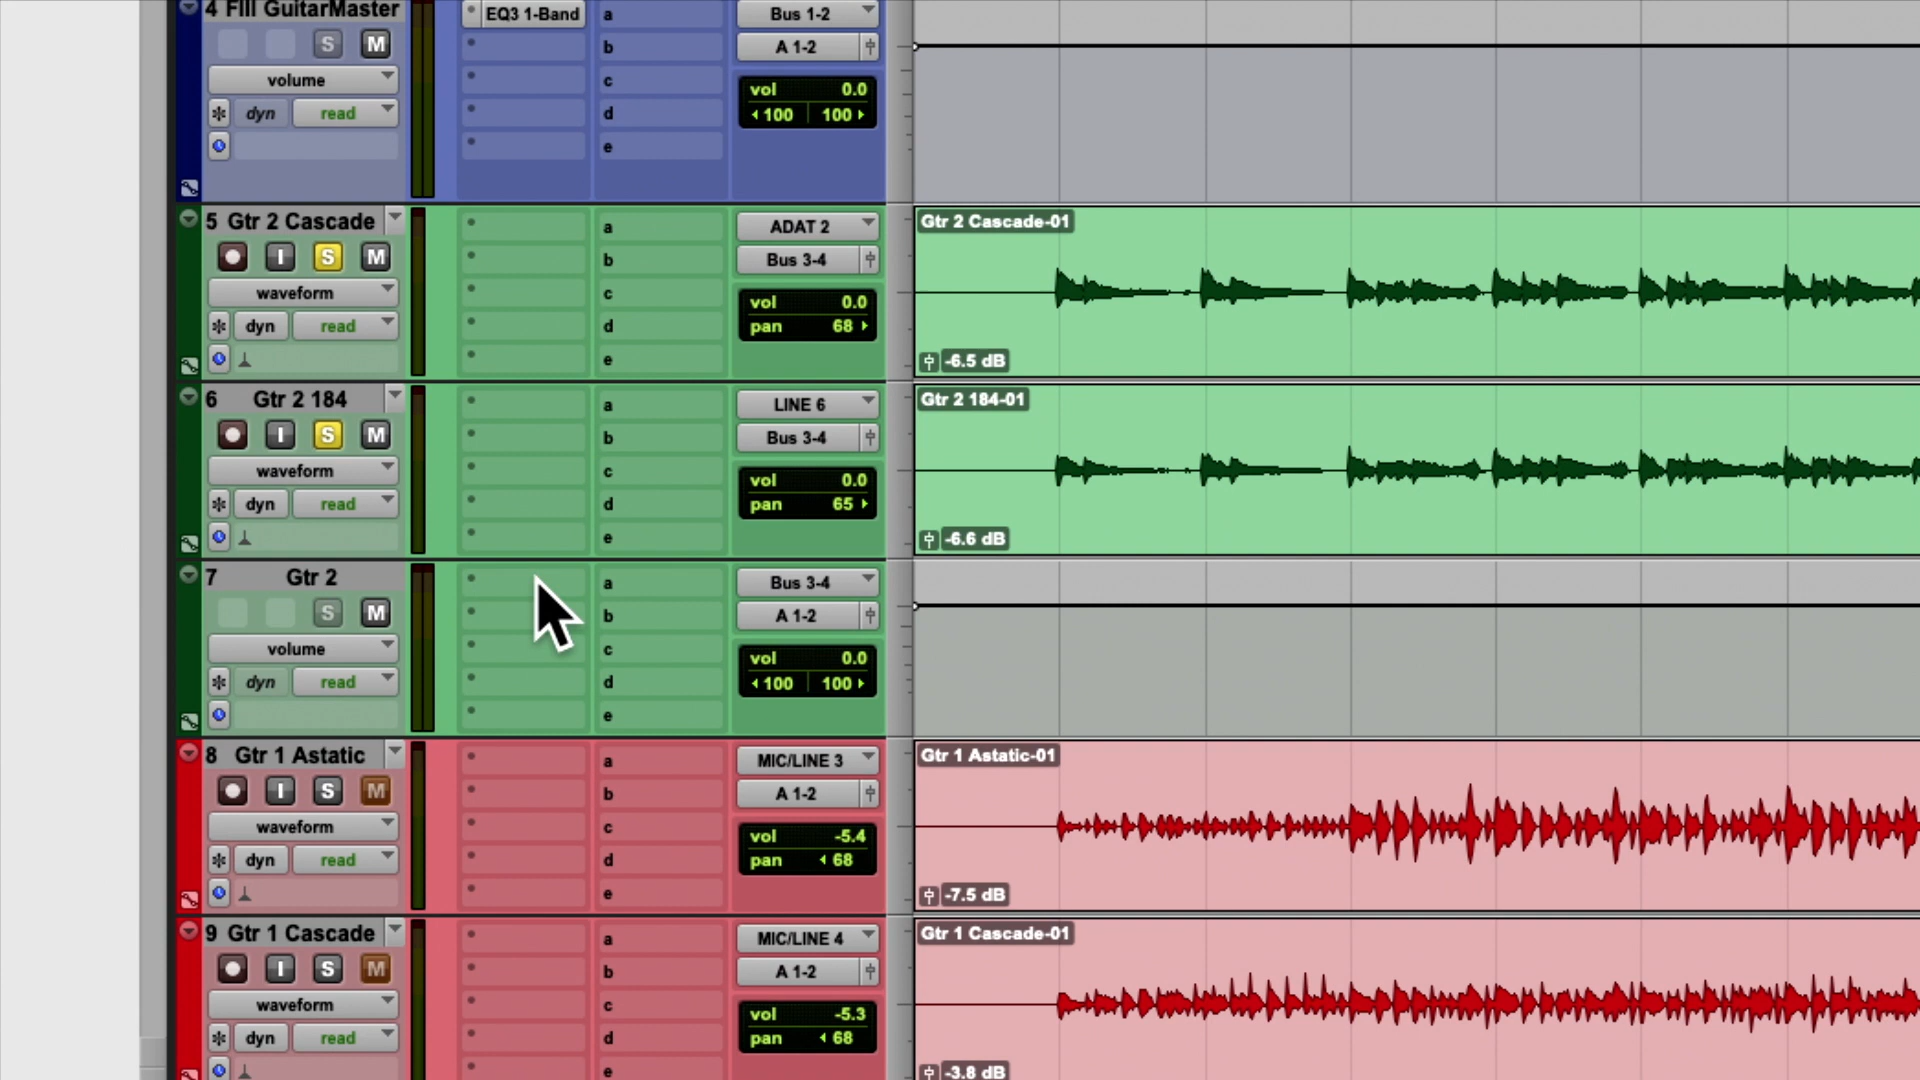 4 FIll GuitarMaster
EQ3 1-Band
a
Bus 1-2
S M
b
A 1-2
volume
c
vol 0.0
dyn read
d
100 100
e
5 Gtr 2 Cascade
a
ADAT 2
Gtr 2 Cascade-01
I S M
b
Bus 3-4
waveform
c
vol 0.0
dyn read
d
pan 68
e
-6.5 dB
6 Gtr 2 184
a
LINE 6
Gtr 2 184-01
I S M
b
Bus 3-4
waveform
c
vol 0.0
dyn read
d
pan 65
e
-6.6 dB
7 Gtr 2
a
Bus 3-4
S M
b
A 1-2
volume
c
vol 0.0
dyn read
d
100 100
e
8 Gtr 1 Astatic
a
MIC/LINE 3
Gtr 1 Astatic-01
I S M
b
A 1-2
waveform
c
vol -5.4
dyn read
d
pan 68
e
-7.5 dB
9 Gtr 1 Cascade
a
MIC/LINE 4
Gtr 1 Cascade-01
I S M
b
A 1-2
waveform
c
vol -5.3
dyn read
d
pan 68
e
-3.8 dB